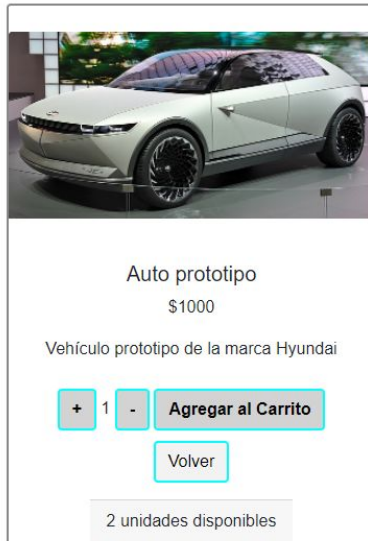 Auto prototipo
$1000
Vehículo prototipo de la marca Hyundai
+ 1 - Agregar al Carrito
Volver
2 unidades disponibles